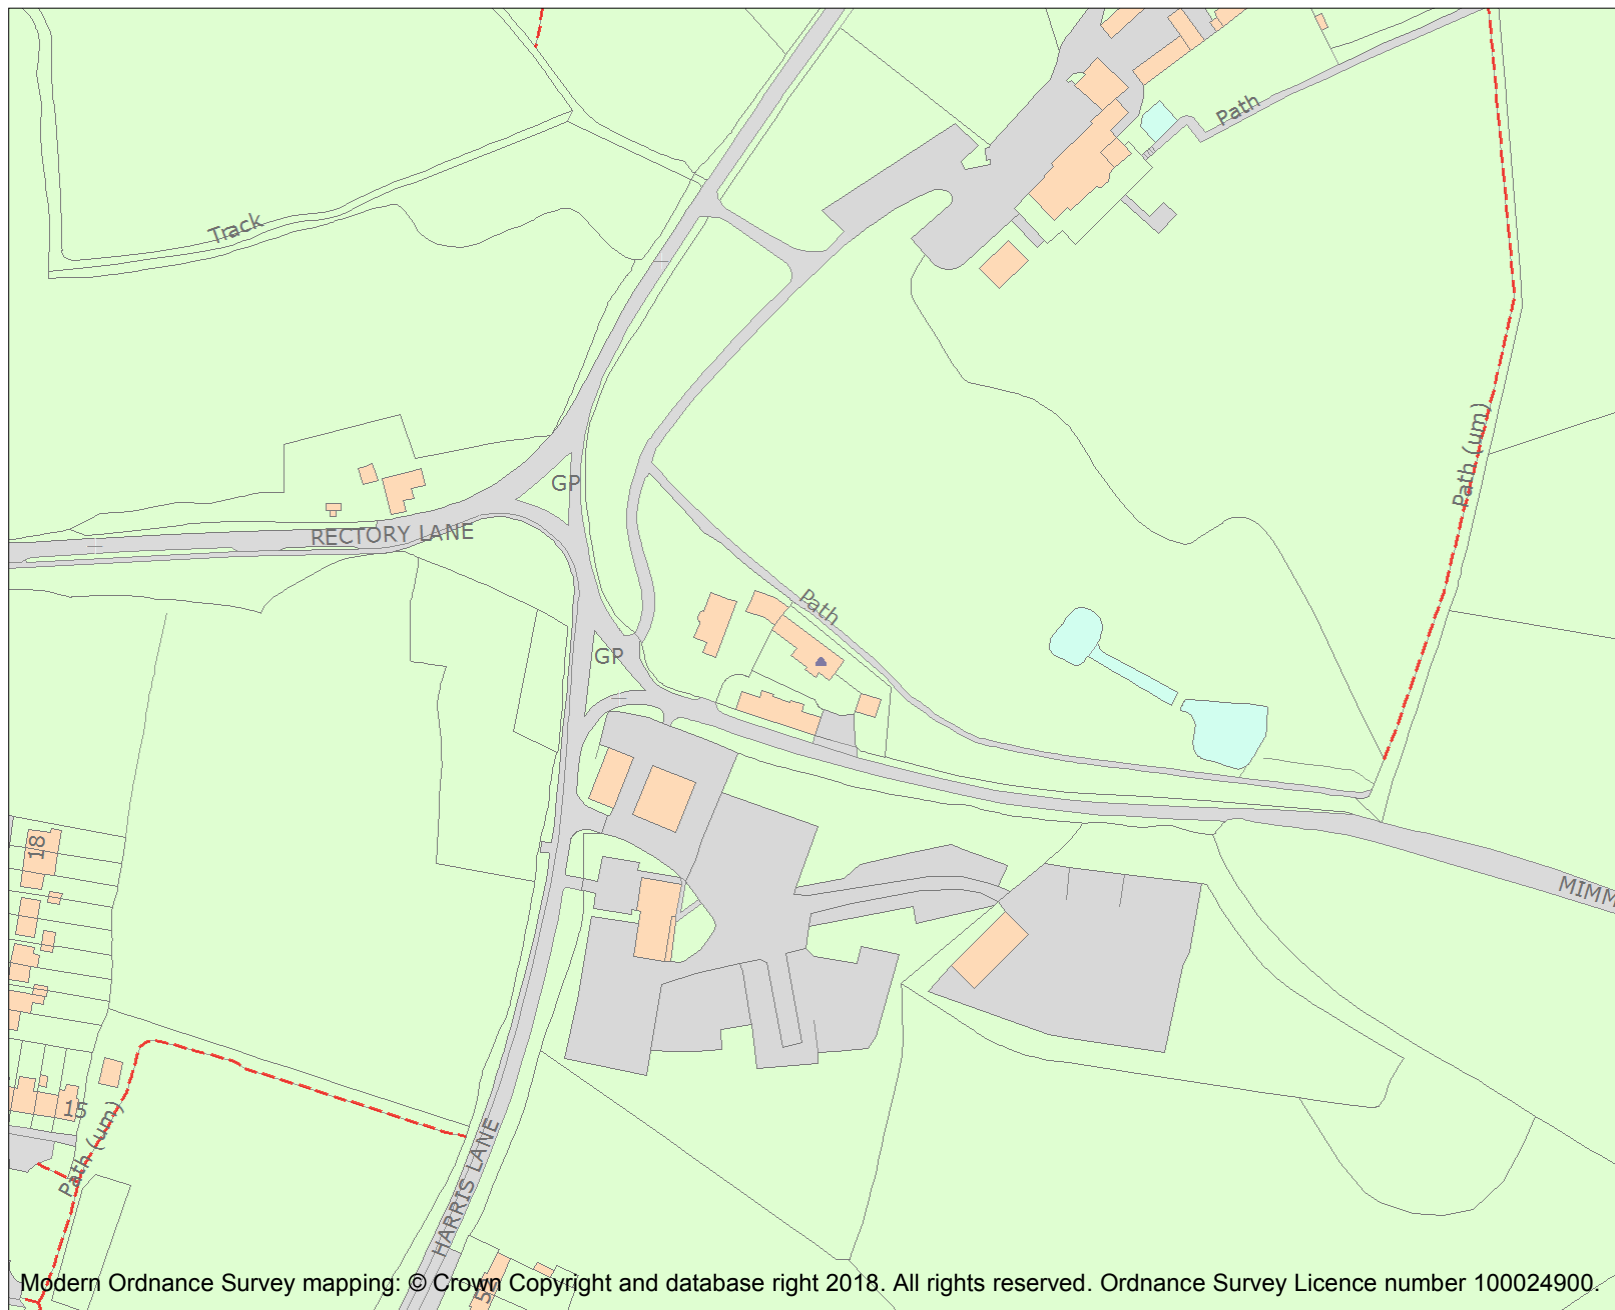 Path
Track
Path (um)
GP
RECTORY LANE
Path
GP
18
MIMM
15
Path (um)
HARRIS LANE
Modern Ordnance Survey mapping: © Crown Copyright and database right 2018. All rights reserved. Ordnance Survey Licence number 100024900.